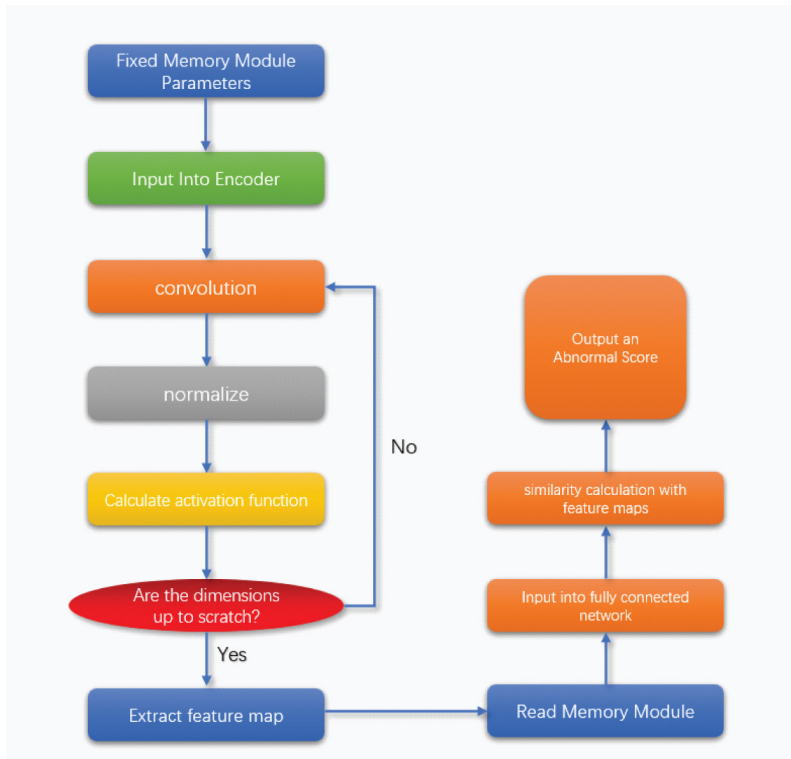 Fixed Memory Module
Parameters
Input Into Encoder
convolution
normalize
Calculate activation function
Are the dimensions
up to scratch?
No
Yes
Extract feature map
Read Memory Module
Input into fully connected
network
similarity calculation with
feature maps
Output an
Abnormal Score